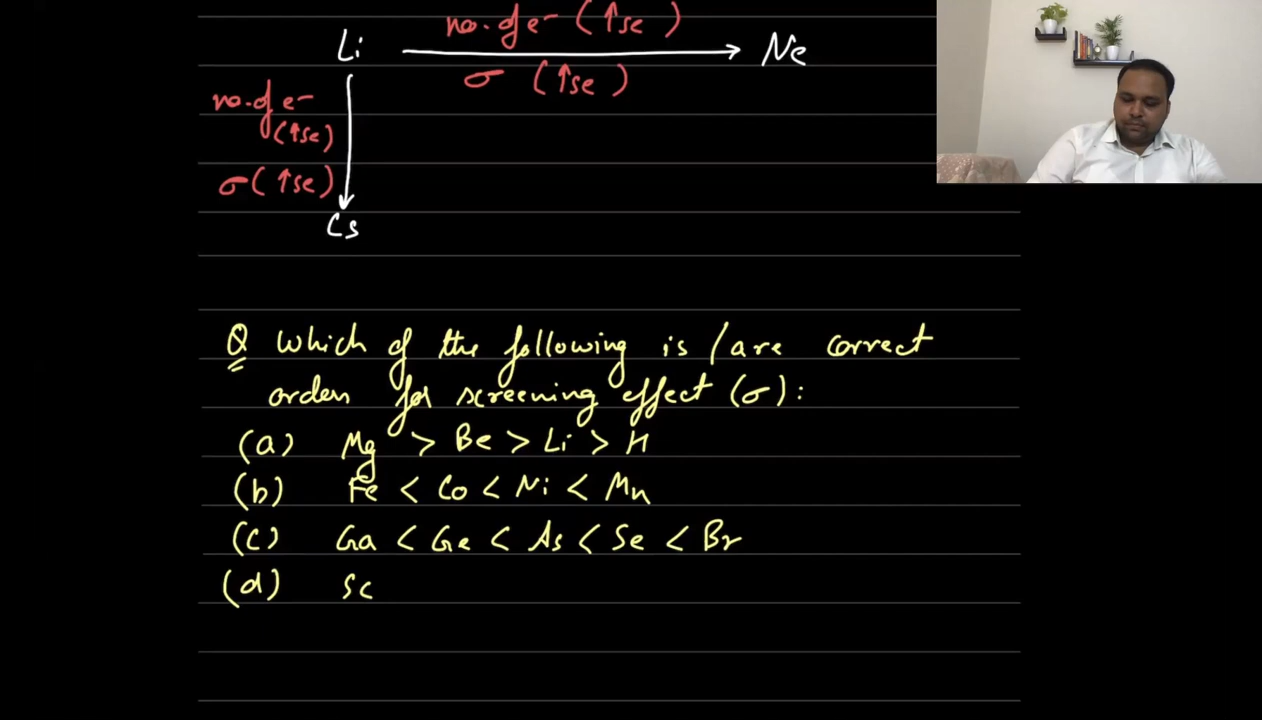 no. of e- (↑se)
Li → Ne
σ (↑se)
no. of e-
(↑se)
σ (↑se)
Cs
Q Which of the following is / are correct
order for screening effect (σ) :
(a) Mg > Be > Li > H
(b) Fe < Co < Ni < Mn
(c) Ga < Ge < As < Se < Br
(d) Sc